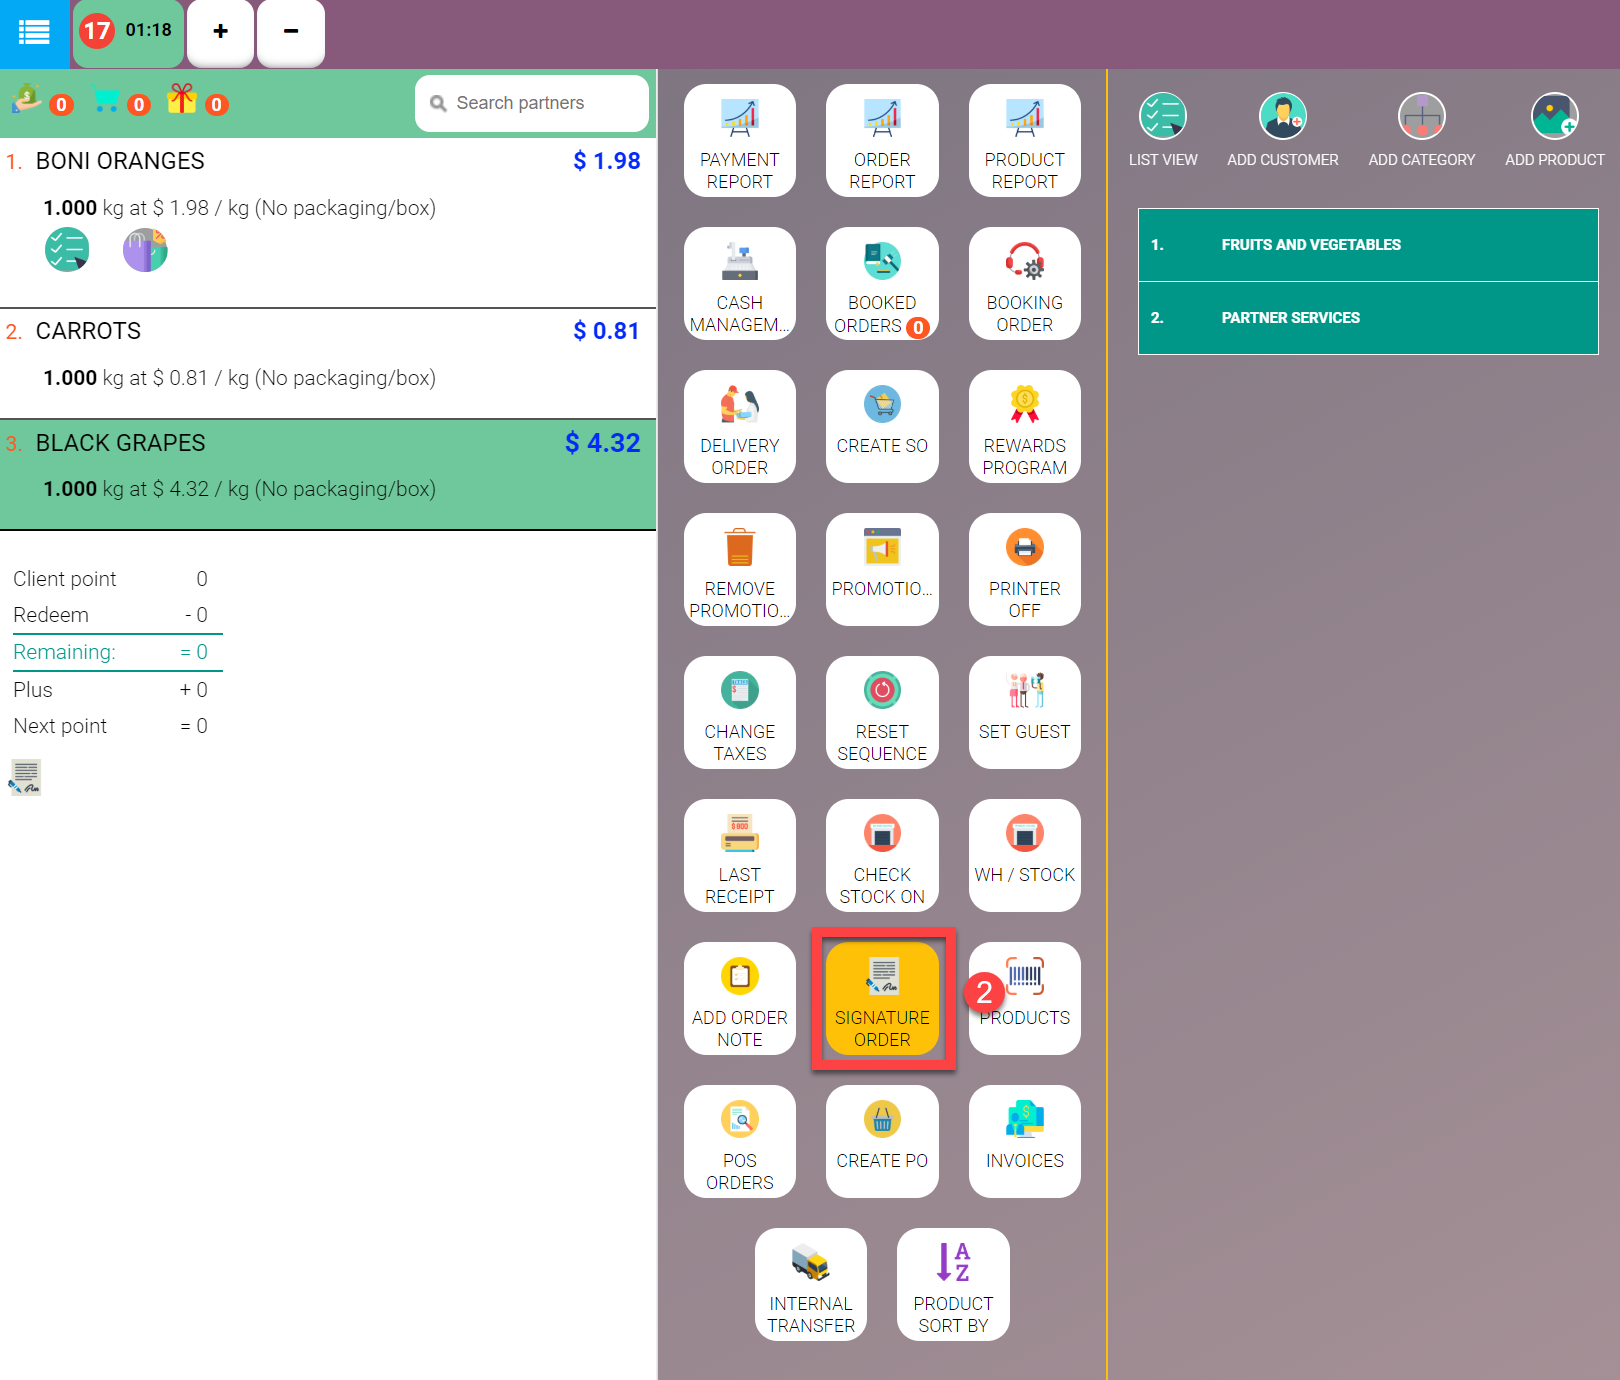 17 01:18 + −
0 0 0 Search partners
1. BONI ORANGES $ 1.98
1.000 kg at $ 1.98 / kg (No packaging/box)
2. CARROTS $ 0.81
1.000 kg at $ 0.81 / kg (No packaging/box)
3. BLACK GRAPES $ 4.32
1.000 kg at $ 4.32 / kg (No packaging/box)
Client point 0
Redeem - 0
Remaining: = 0
Plus + 0
Next point = 0
PAYMENT
REPORT
ORDER
REPORT
PRODUCT
REPORT
CASH
MANAGEM...
BOOKED
ORDERS 0
BOOKING
ORDER
DELIVERY
ORDER
CREATE SO
REWARDS
PROGRAM
REMOVE
PROMOTIO...
PROMOTIO...
PRINTER
OFF
CHANGE
TAXES
RESET
SEQUENCE
SET GUEST
LAST
RECEIPT
CHECK
STOCK ON
WH / STOCK
ADD ORDER
NOTE
SIGNATURE
ORDER
2
PRODUCTS
POS
ORDERS
CREATE PO
INVOICES
INTERNAL
TRANSFER
A
Z
PRODUCT
SORT BY
LIST VIEW
ADD CUSTOMER
ADD CATEGORY
ADD PRODUCT
1. FRUITS AND VEGETABLES
2. PARTNER SERVICES